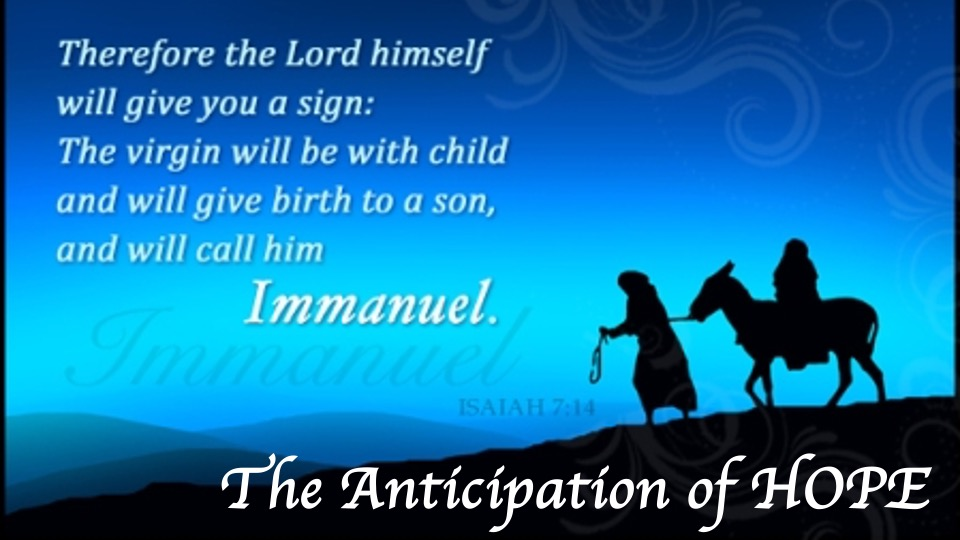 Therefore the Lord himself
will give you a sign:
The virgin will be with child
and will give birth to a son,
and will call him
Immanuel.
Immanuel
ISAIAH 7:14
The Anticipation of HOPE